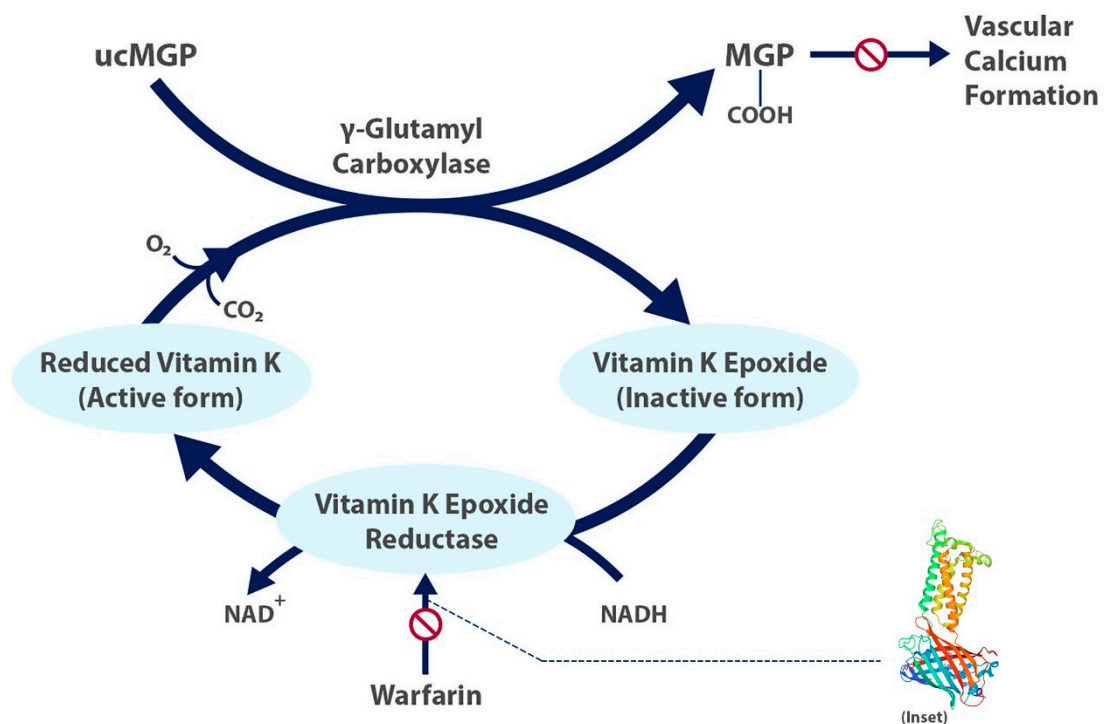 ucMGP
MGP
COOH
Vascular
Calcium
Formation
γ-Glutamyl
Carboxylase
O₂
CO₂
Reduced Vitamin K
(Active form)
Vitamin K Epoxide
(Inactive form)
Vitamin K Epoxide
Reductase
NAD⁺
NADH
Warfarin
(Inset)